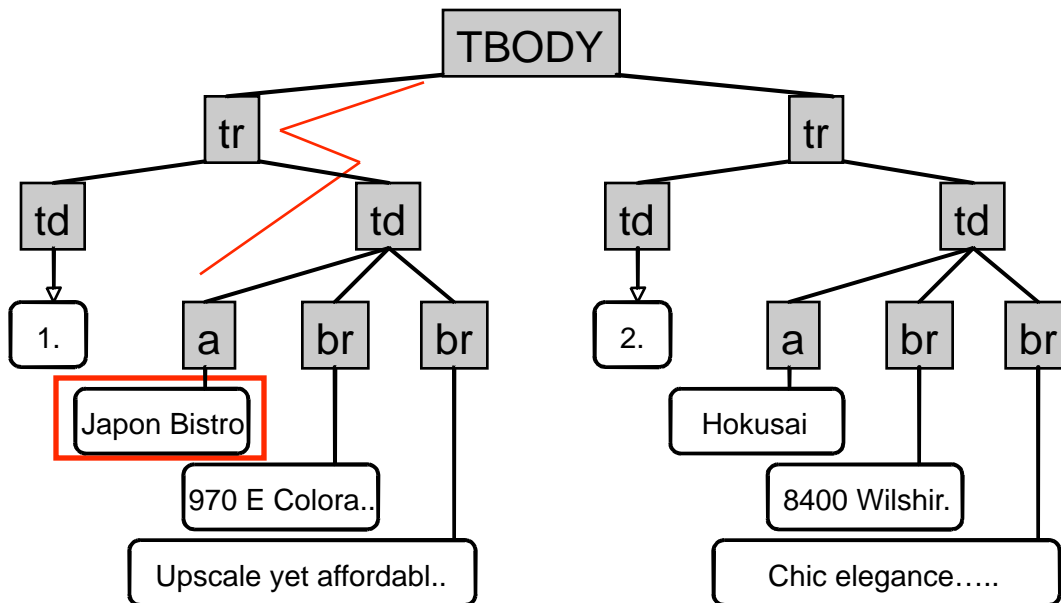 TBODY
tr
tr
td
td
td
td
1.
a
br
br
2.
a
br
br
Japon Bistro
Hokusai
970 E Colora..
8400 Wilshir.
Upscale yet affordabl..
Chic elegance…..